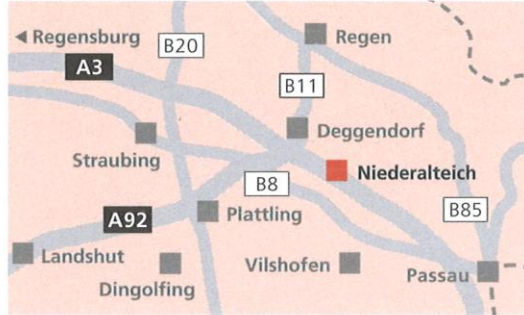 ◄ Regensburg
B20
Regen
A3
B11
Deggendorf
Straubing
Niederalteich
B8
A92
Plattling
B85
Landshut
Vilshofen
Passau
Dingolfing